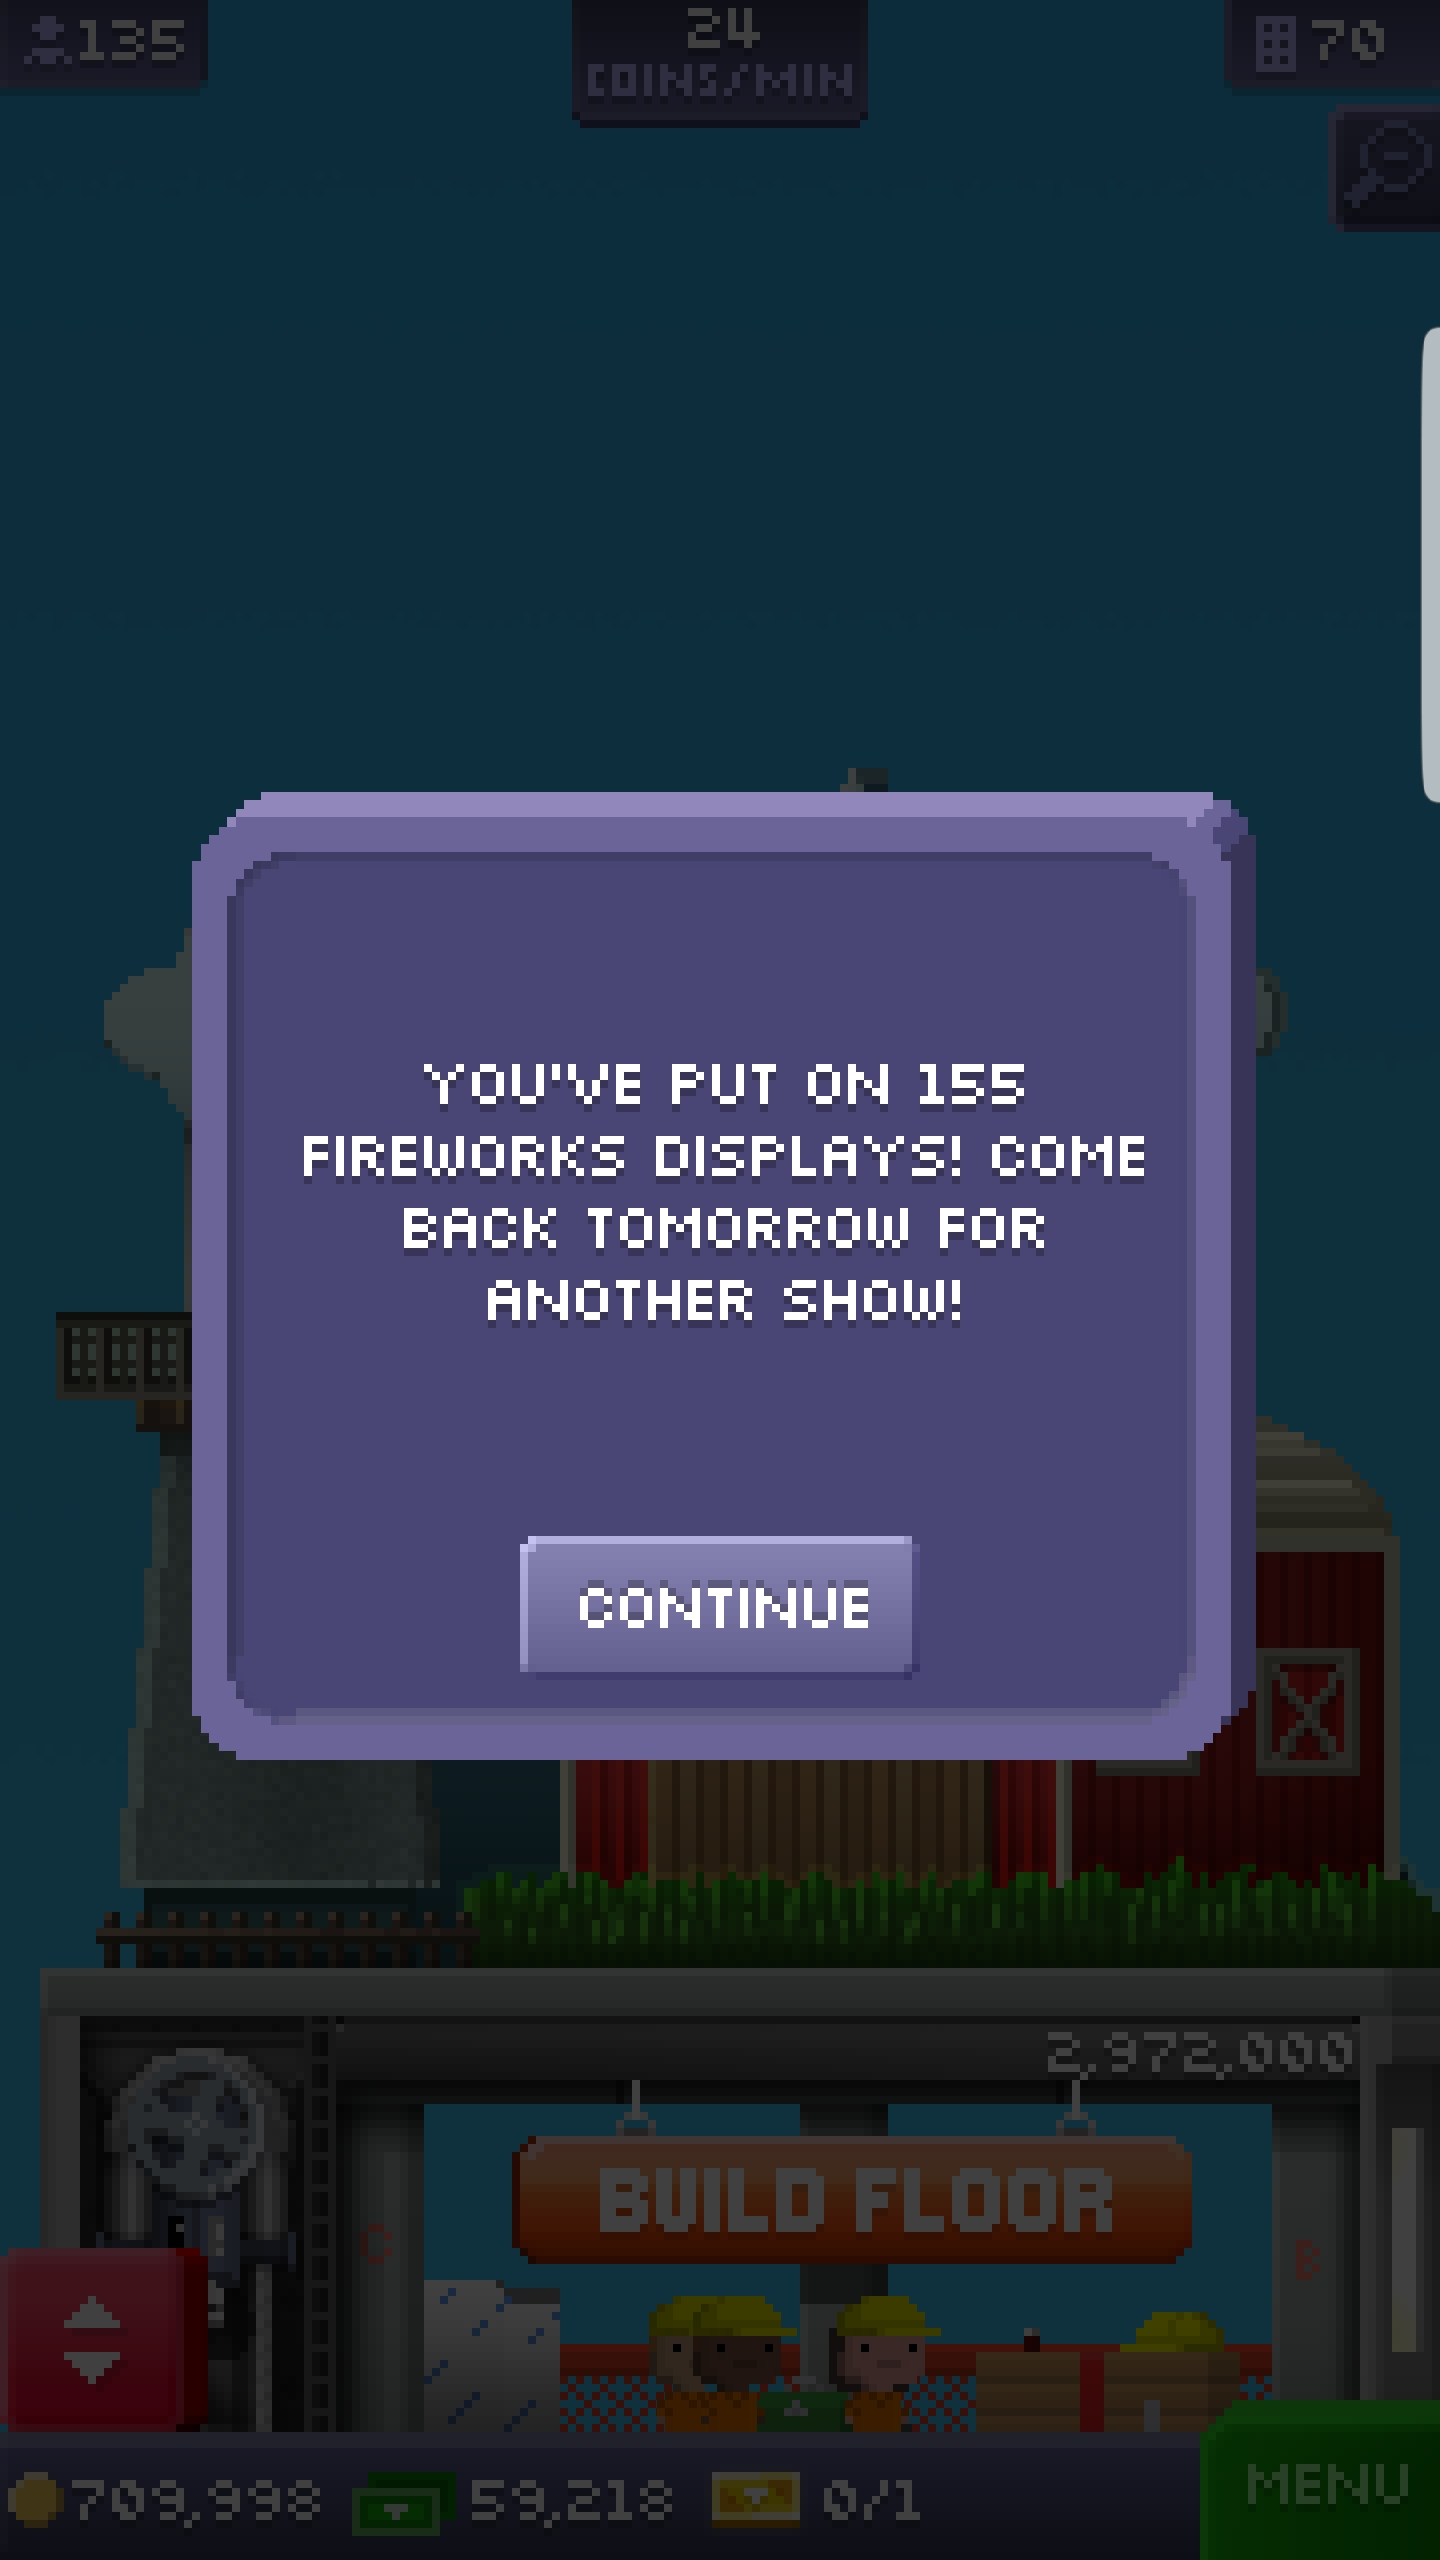 135
24
COINS/MIN
70
YOU'VE PUT ON 155
FIREWORKS DISPLAYS! COME
BACK TOMORROW FOR
ANOTHER SHOW!
CONTINUE
2,972,000
BUILD FLOOR
C
B
709,998
59,218
0/1
MENU